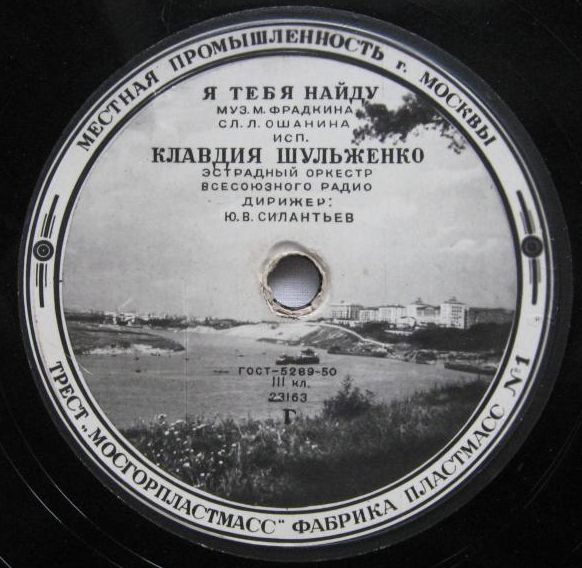 МЕСТНАЯ ПРОМЫШЛЕННОСТЬ г. МОСКВЫ
Я ТЕБЯ НАЙДУ
МУЗ. М. ФРАДКИНА
СЛ. Л. ОШАНИНА
ИСП.
КЛАВДИЯ ШУЛЬЖЕНКО
ЭСТРАДНЫЙ ОРКЕСТР
ВСЕСОЮЗНОГО РАДИО
ДИРИЖЕР:
Ю. В. СИЛАНТЬЕВ
ГОСТ-5289-50
III КЛ.
23163
Г
ТРЕСТ „МОСГОРПЛАСТМАСС" ФАБРИКА ПЛАСТМАСС №1